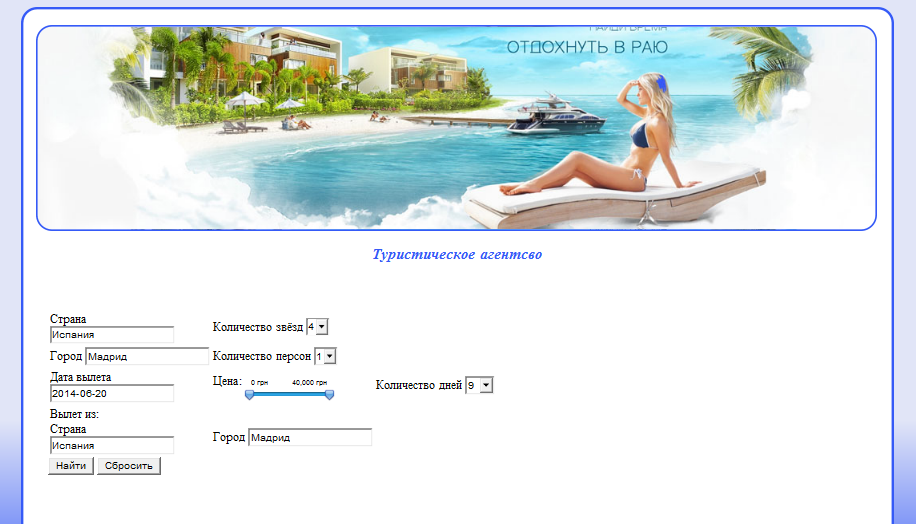 НАЙДИ ВРЕМЯ
ОТДОХНУТЬ В РАЮ
Туристическое агентсво
Страна
Испания
Количество звёзд 4
Город Мадрид Количество персон 1
Дата вылета
2014-06-20
Цена: 0 грн 40,000 грн
Количество дней 9
Вылет из:
Страна
Испания
Город Мадрид
Найти Сбросить